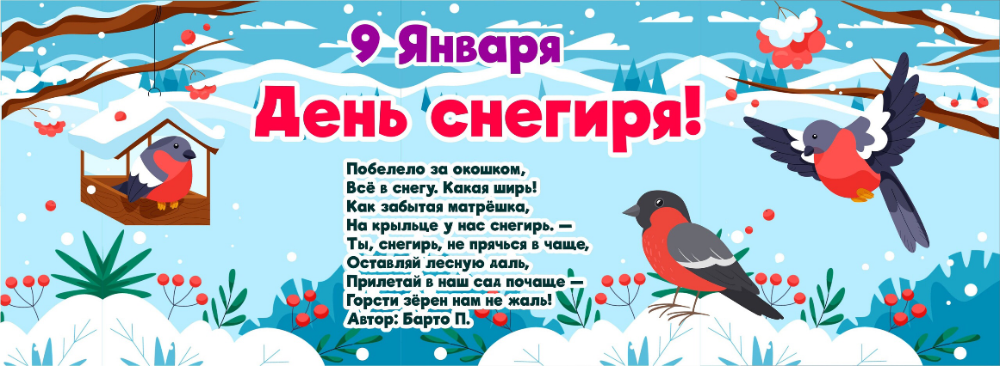 9 Января
День снегиря!
Побелело за окошком,
Всё в снегу. Какая ширь!
Как забытая матрёшка,
На крыльце у нас снегирь. —
Ты, снегирь, не прячься в чаще,
Оставляй лесную даль,
Прилетай в наш сад почаще —
Горсти зёрен нам не жаль!
Автор: Барто П.